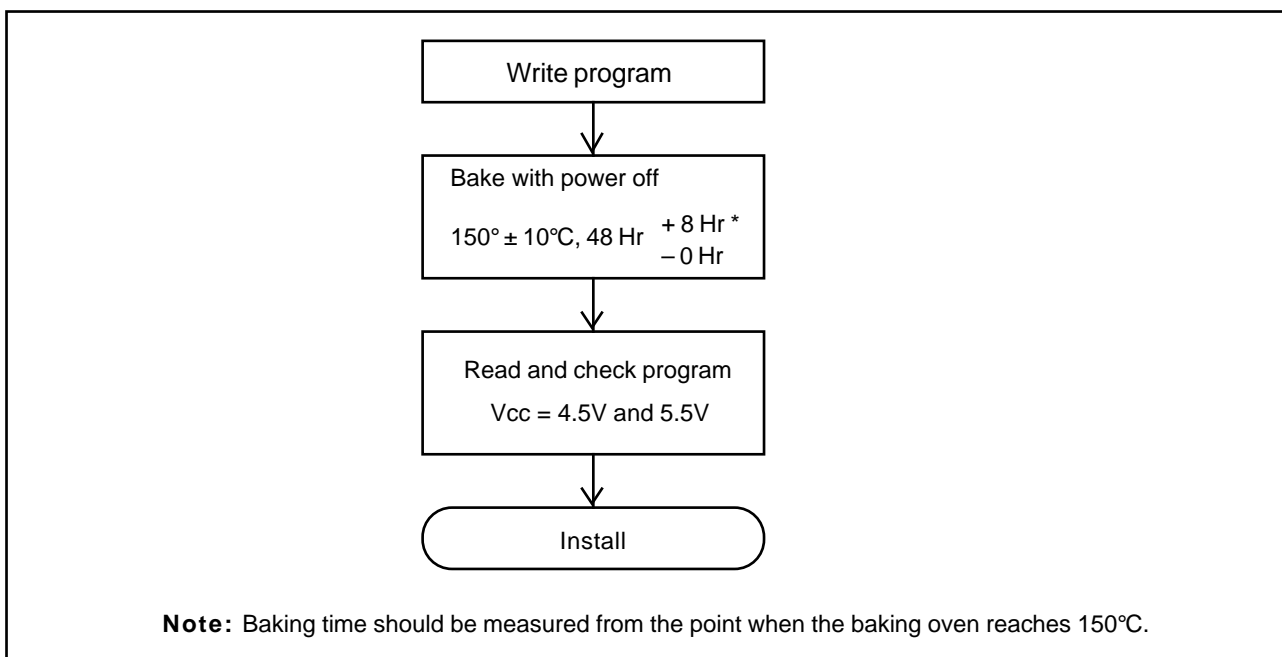 Write program
Bake with power off
150° ± 10°C, 48 Hr + 8 Hr *
– 0 Hr
Read and check program
Vcc = 4.5V and 5.5V
Install
Note: Baking time should be measured from the point when the baking oven reaches 150°C.